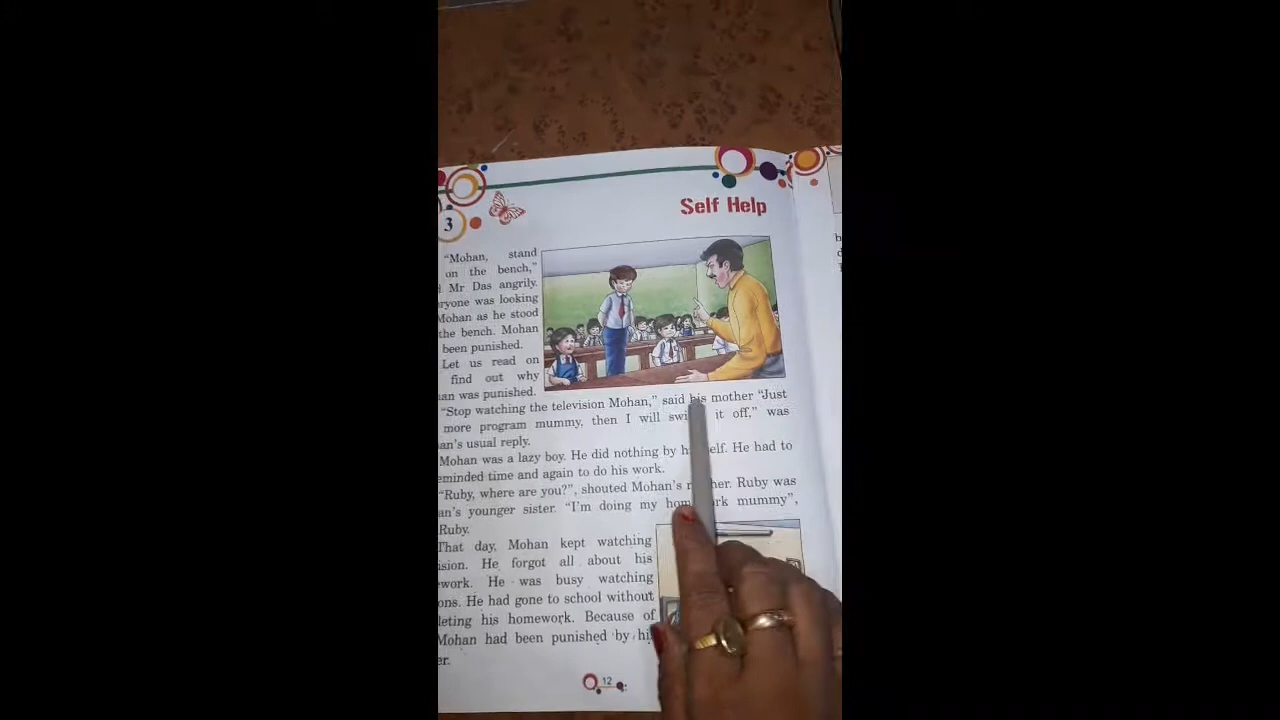 3
Self Help
"Mohan, stand
on the bench,"
Mr Das angrily.
ryone was looking
Mohan as he stood
the bench. Mohan
been punished.
Let us read on
find out why
an was punished.
"Stop watching the television Mohan," said his mother "Just
more program mummy, then I will it off," was
an's usual reply.
Mohan was a lazy boy. He did nothing by He had to
eminded time and again to do his work.
"Ruby, where are you?", shouted Mohan's Ruby was
an's younger sister. "I'm doing my mummy",
Ruby.
That day, Mohan kept watching
ision. He forgot all about his
ework. He was busy watching
ons. He had gone to school without
leting his homework. Because of
Mohan had been punished by hi
er.
12